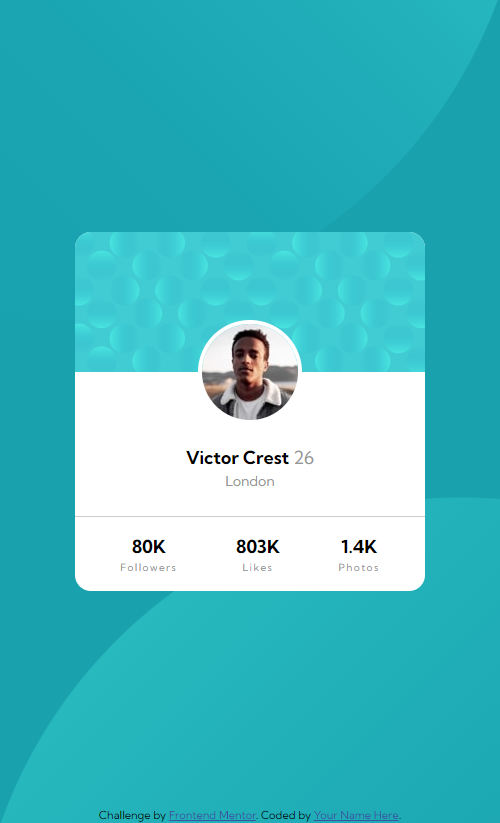 Victor Crest 26
London
80K 803K 1.4K
Followers Likes Photos
Challenge by Frontend Mentor. Coded by Your Name Here.